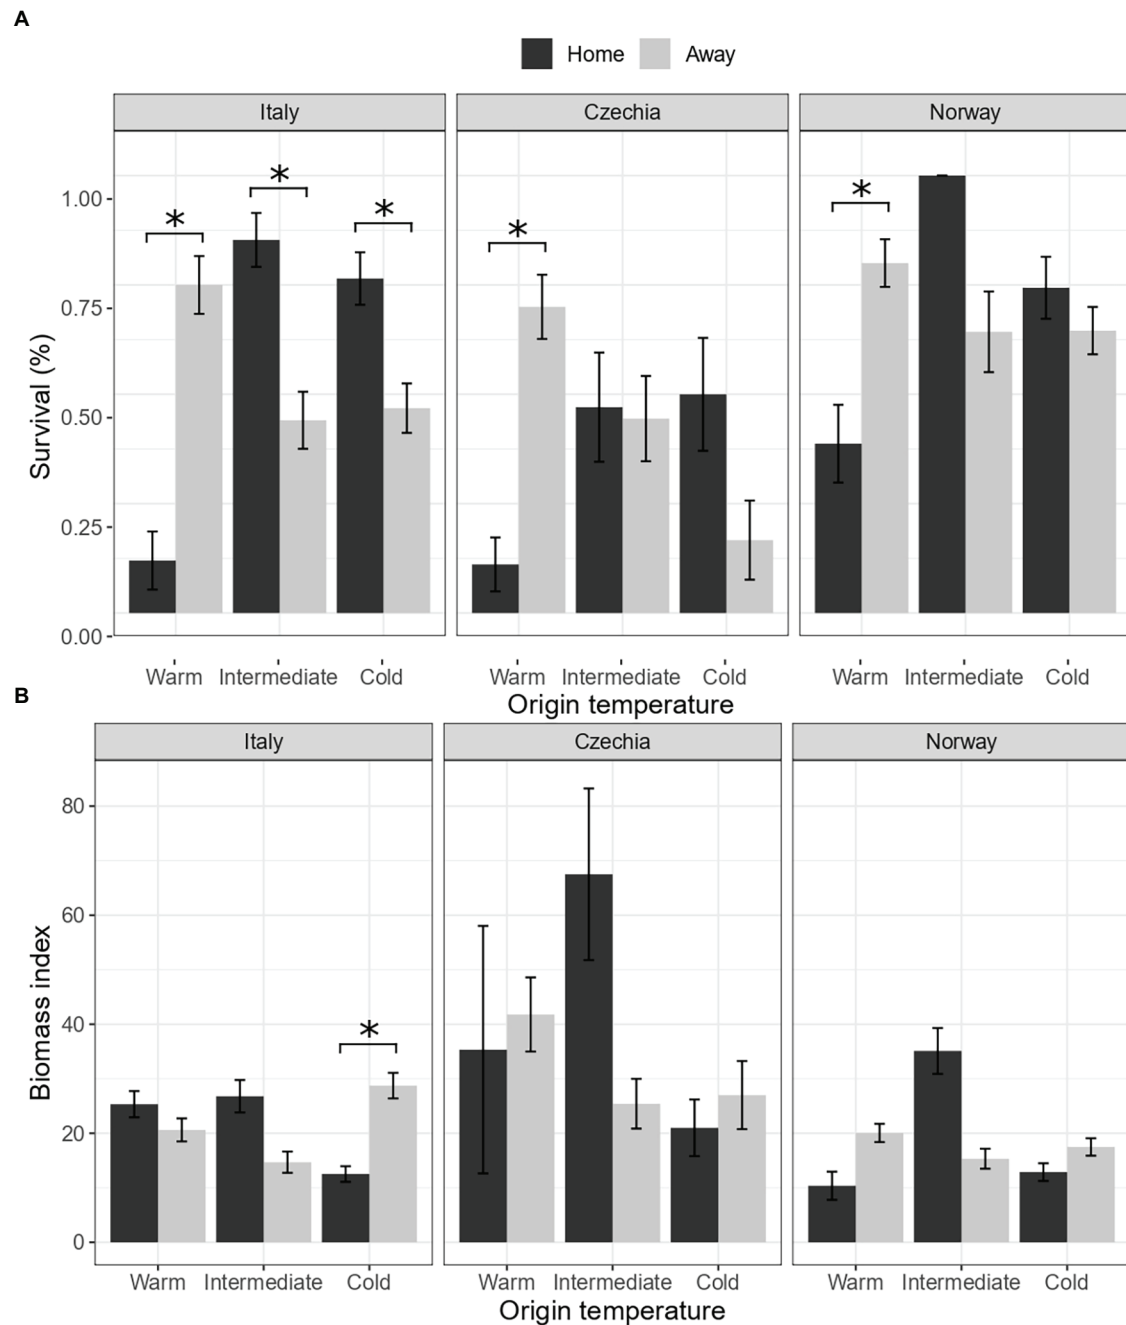 A
Home Away
Italy Czechia Norway
* * * * *
1.00
0.75
0.50
0.25
0.00
Survival (%)
Warm Intermediate Cold Warm Intermediate Cold Warm Intermediate Cold
Origin temperature
B
Italy Czechia Norway
80
60
40
20
0
*
Biomass index
Warm Intermediate Cold Warm Intermediate Cold Warm Intermediate Cold
Origin temperature